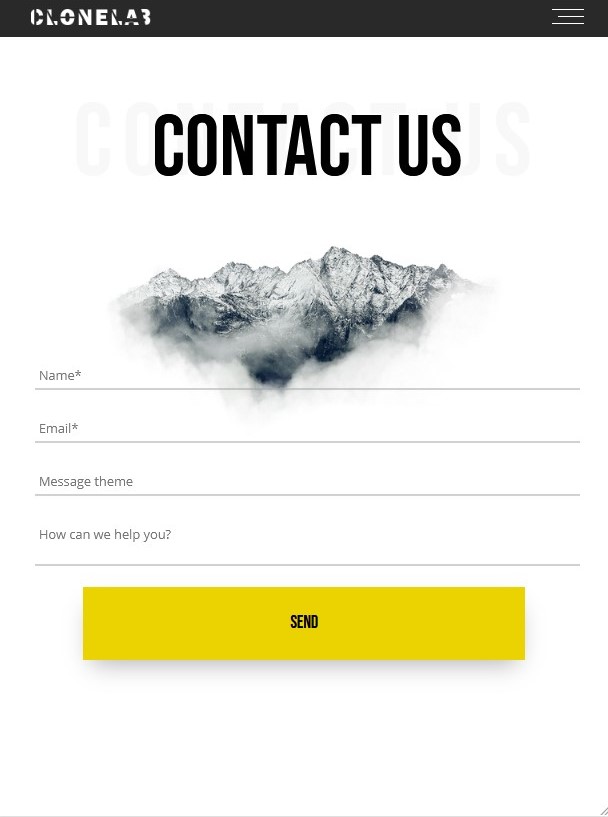 CLONELAB
CONTACT US
CONTACT US
Name*
Email*
Message theme
How can we help you?
SEND